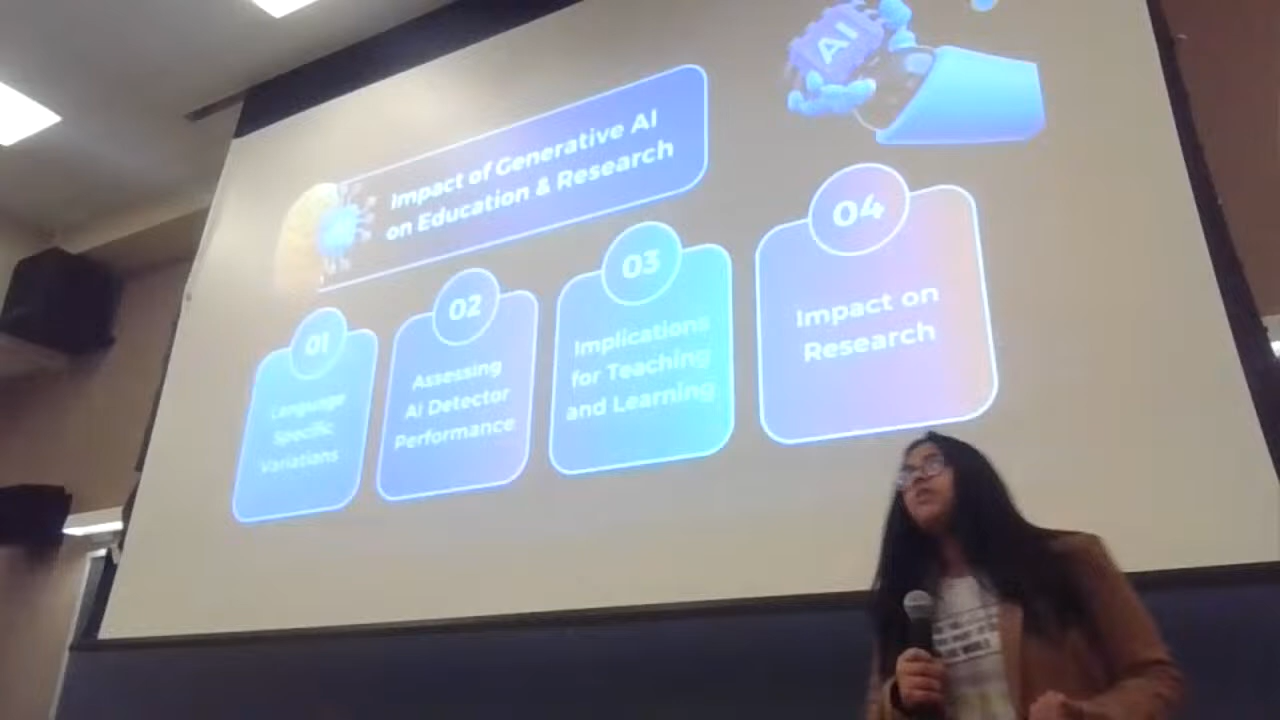 AI
Impact of Generative AI
on Education & Research
01
Language
Specific
Variations
02
Assessing
AI Detector
Performance
03
Implications
for Teaching
and Learning
04
Impact on
Research